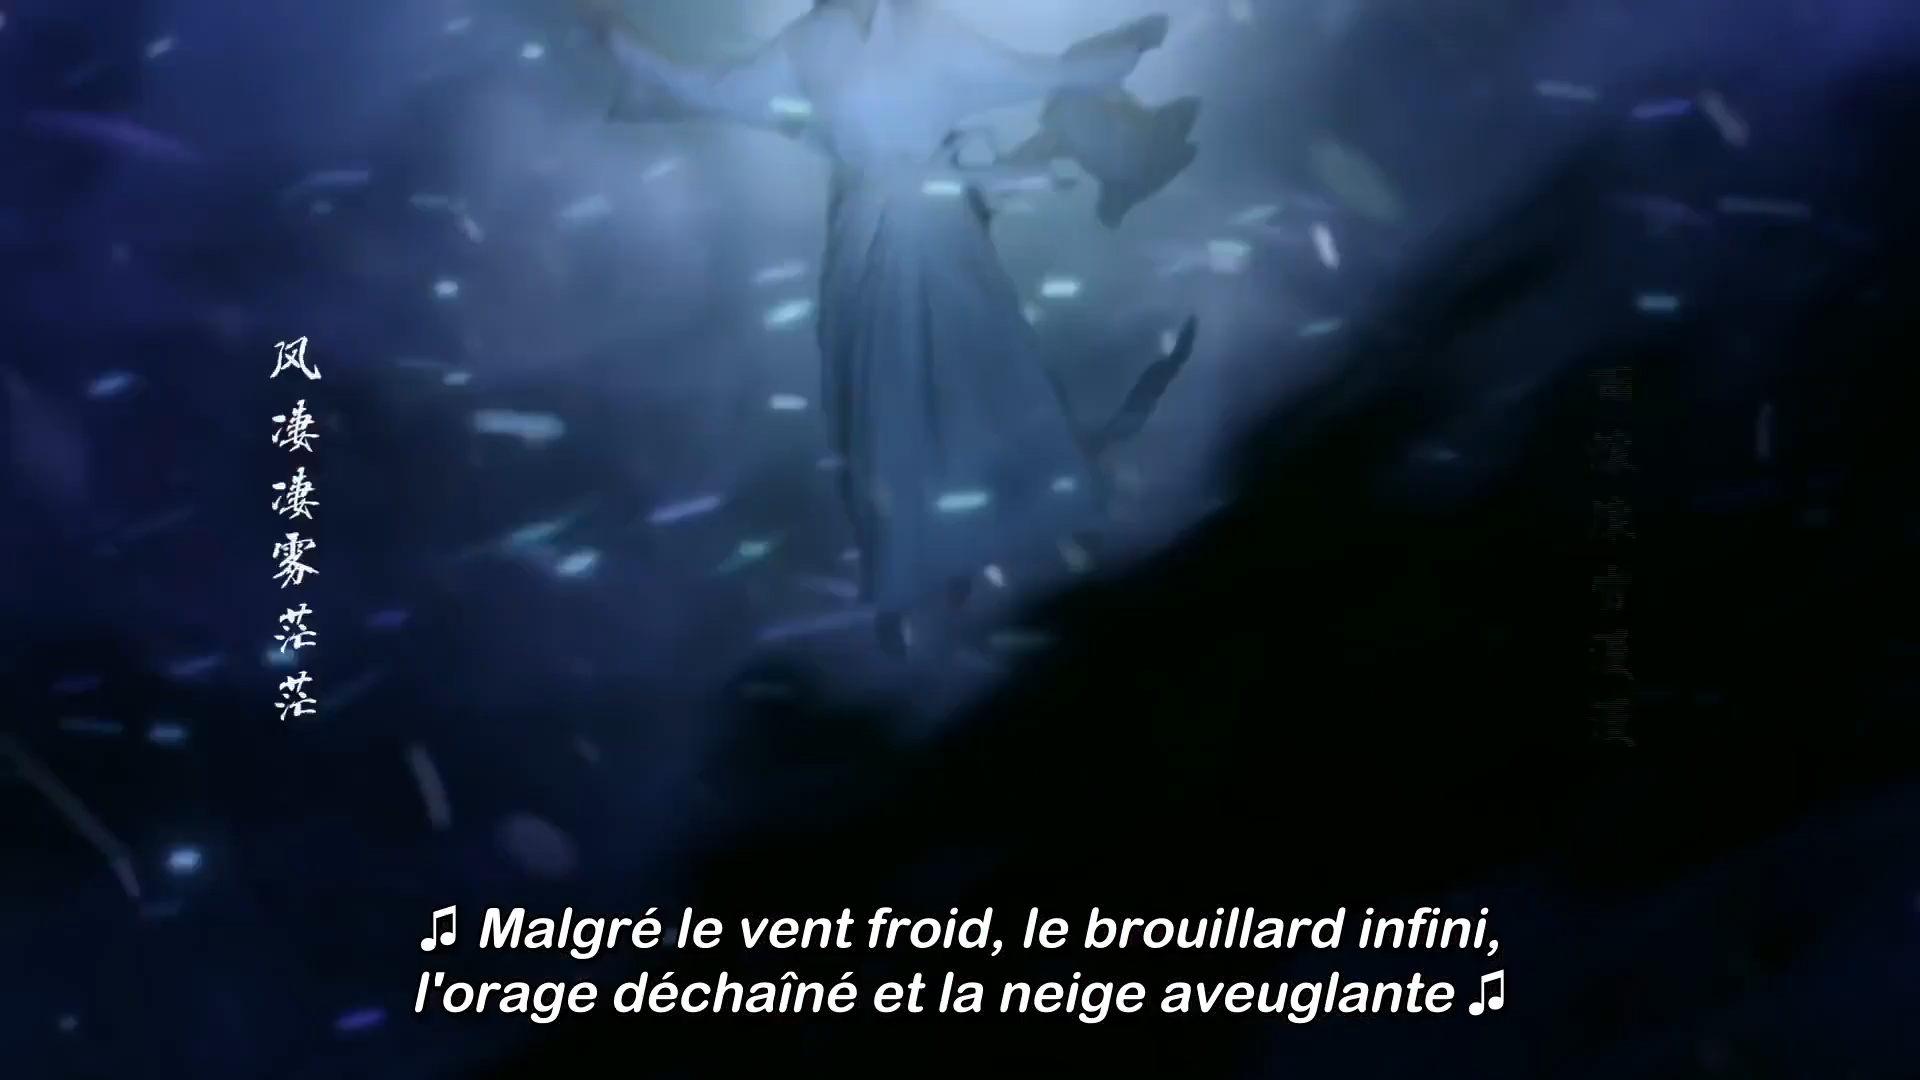 风凄凄雾茫茫
♫ Malgré le vent froid, le brouillard infini,
l'orage déchaîné et la neige aveuglante ♫